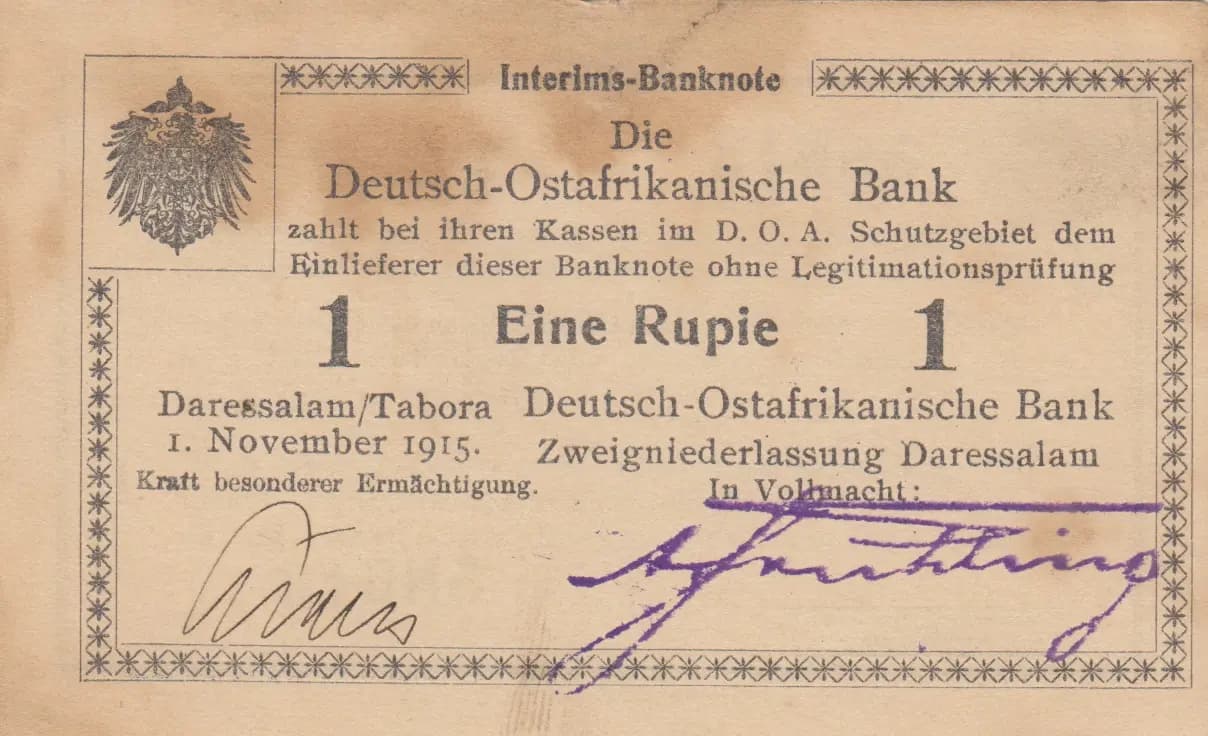 Interims-Banknote
Die
Deutsch-Ostafrikanische Bank
zahlt bei ihren Kassen im D. O. A. Schutzgebiet dem
Einlieferer dieser Banknote ohne Legitimationsprüfung
1 Eine Rupie 1
Daressalam/Tabora
1. November 1915.
Kraft besonderer Ermächtigung.
Deutsch-Ostafrikanische Bank
Zweigniederlassung Daressalam
In Vollmacht: